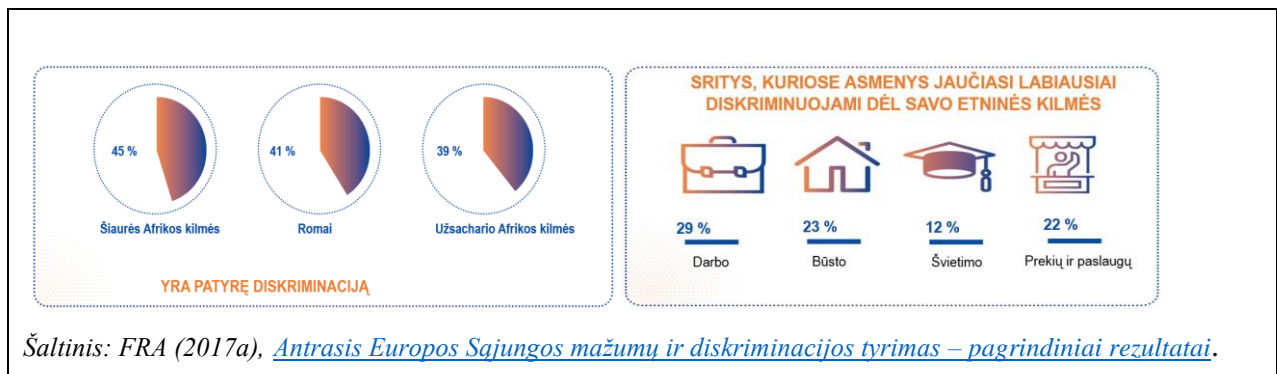 45 %
41 %
39 %
Šiaurės Afrikos kilmės
Romai
Užsachario Afrikos kilmės
YRA PATYRĘ DISKRIMINACIJĄ
SRITYS, KURIOSE ASMENYS JAUČIASI LABIAUSIAI
DISKRIMINUOJAMI DĖL SAVO ETNINĖS KILMĖS
29 %
23 %
12 %
22 %
Darbo
Būsto
Švietimo
Prekių ir paslaugų
Šaltinis: FRA (2017a), Antrasis Europos Sąjungos mažumų ir diskriminacijos tyrimas – pagrindiniai rezultatai.